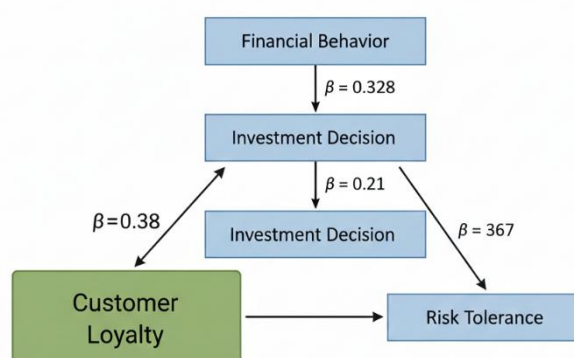 Financial Behavior
β = 0.328
Investment Decision
β = 0.21
β=0.38
Investment Decision
β = 367
Customer
Loyalty
Risk Tolerance